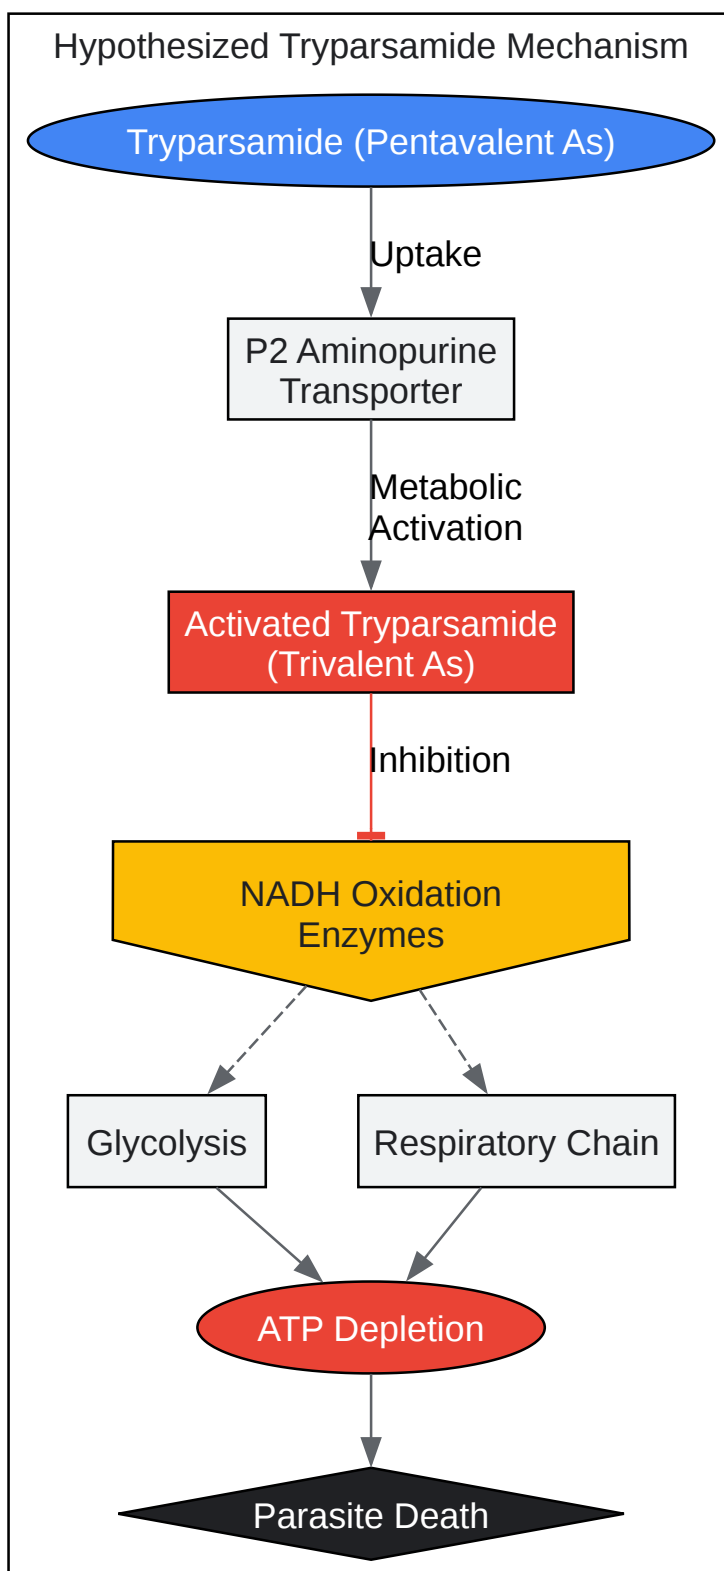 Hypothesized Tryparsamide Mechanism
Tryparsamide (Pentavalent As)
Uptake
P2 Aminopurine
Transporter
Metabolic
Activation
Activated Tryparsamide
(Trivalent As)
Inhibition
NADH Oxidation
Enzymes
Glycolysis
Respiratory Chain
ATP Depletion
Parasite Death